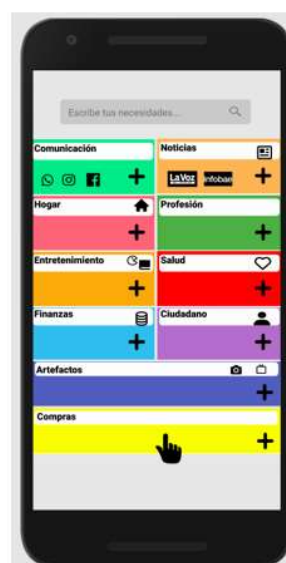 Escribe tus necesidades...
Comunicación
Noticias
LaVoz
infobae
Hogar
Profesión
Entretenimiento
Salud
Finanzas
Ciudadano
Artefactos
Compras